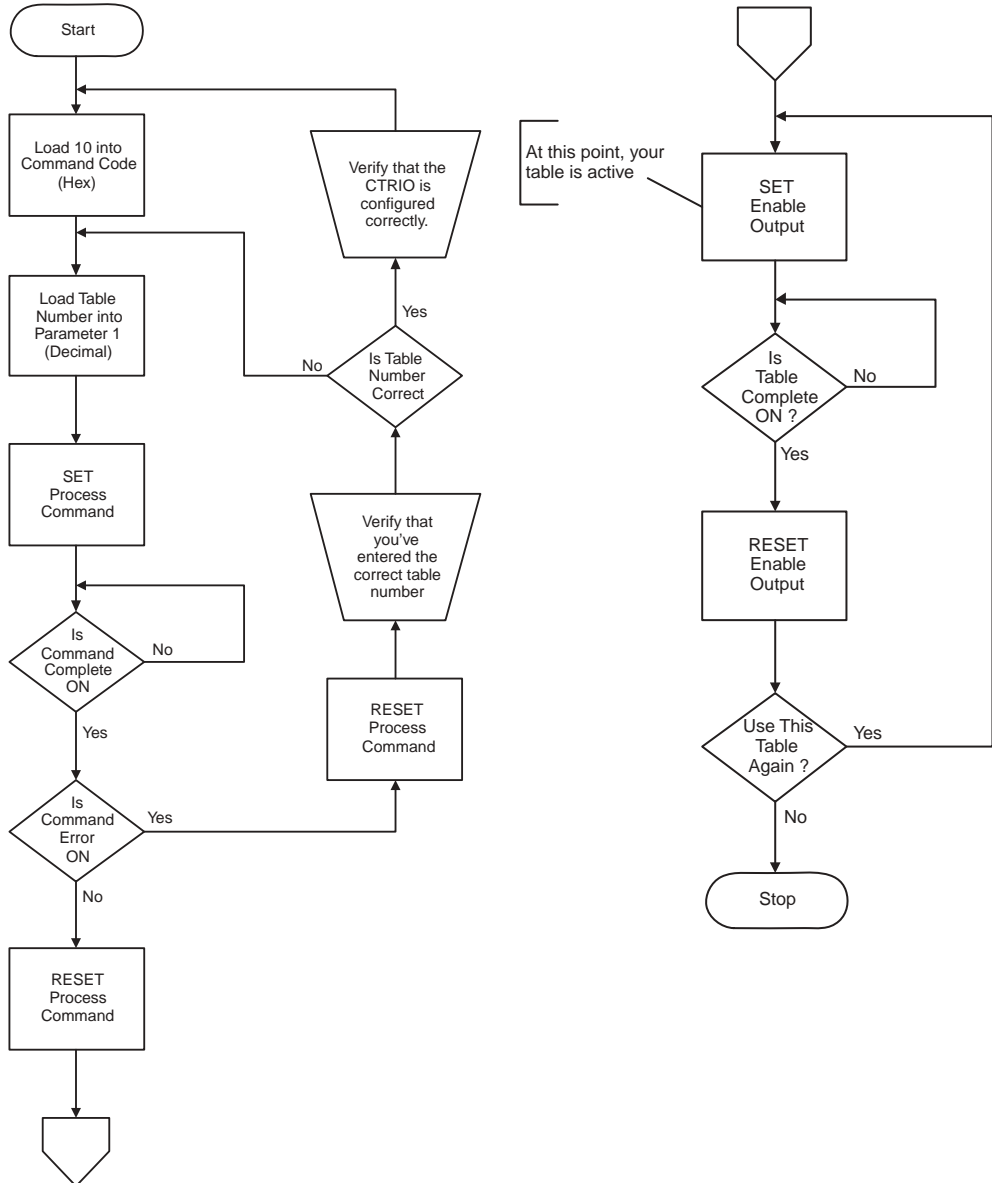 Start
Load 10 into
Command Code
(Hex)
Load Table
Number into
Parameter 1
(Decimal)
SET
Process
Command
Is
Command
Complete
ON
No
Yes
Is
Command
Error
ON
Yes
No
RESET
Process
Command
RESET
Process
Command
Verify that
you've
entered the
correct table
number
Is Table
Number
Correct
No
Yes
Verify that the
CTRIO is
configured
correctly.
At this point, your
table is active
SET
Enable
Output
Is
Table
Complete
ON ?
No
Yes
RESET
Enable
Output
Use This
Table
Again ?
Yes
No
Stop